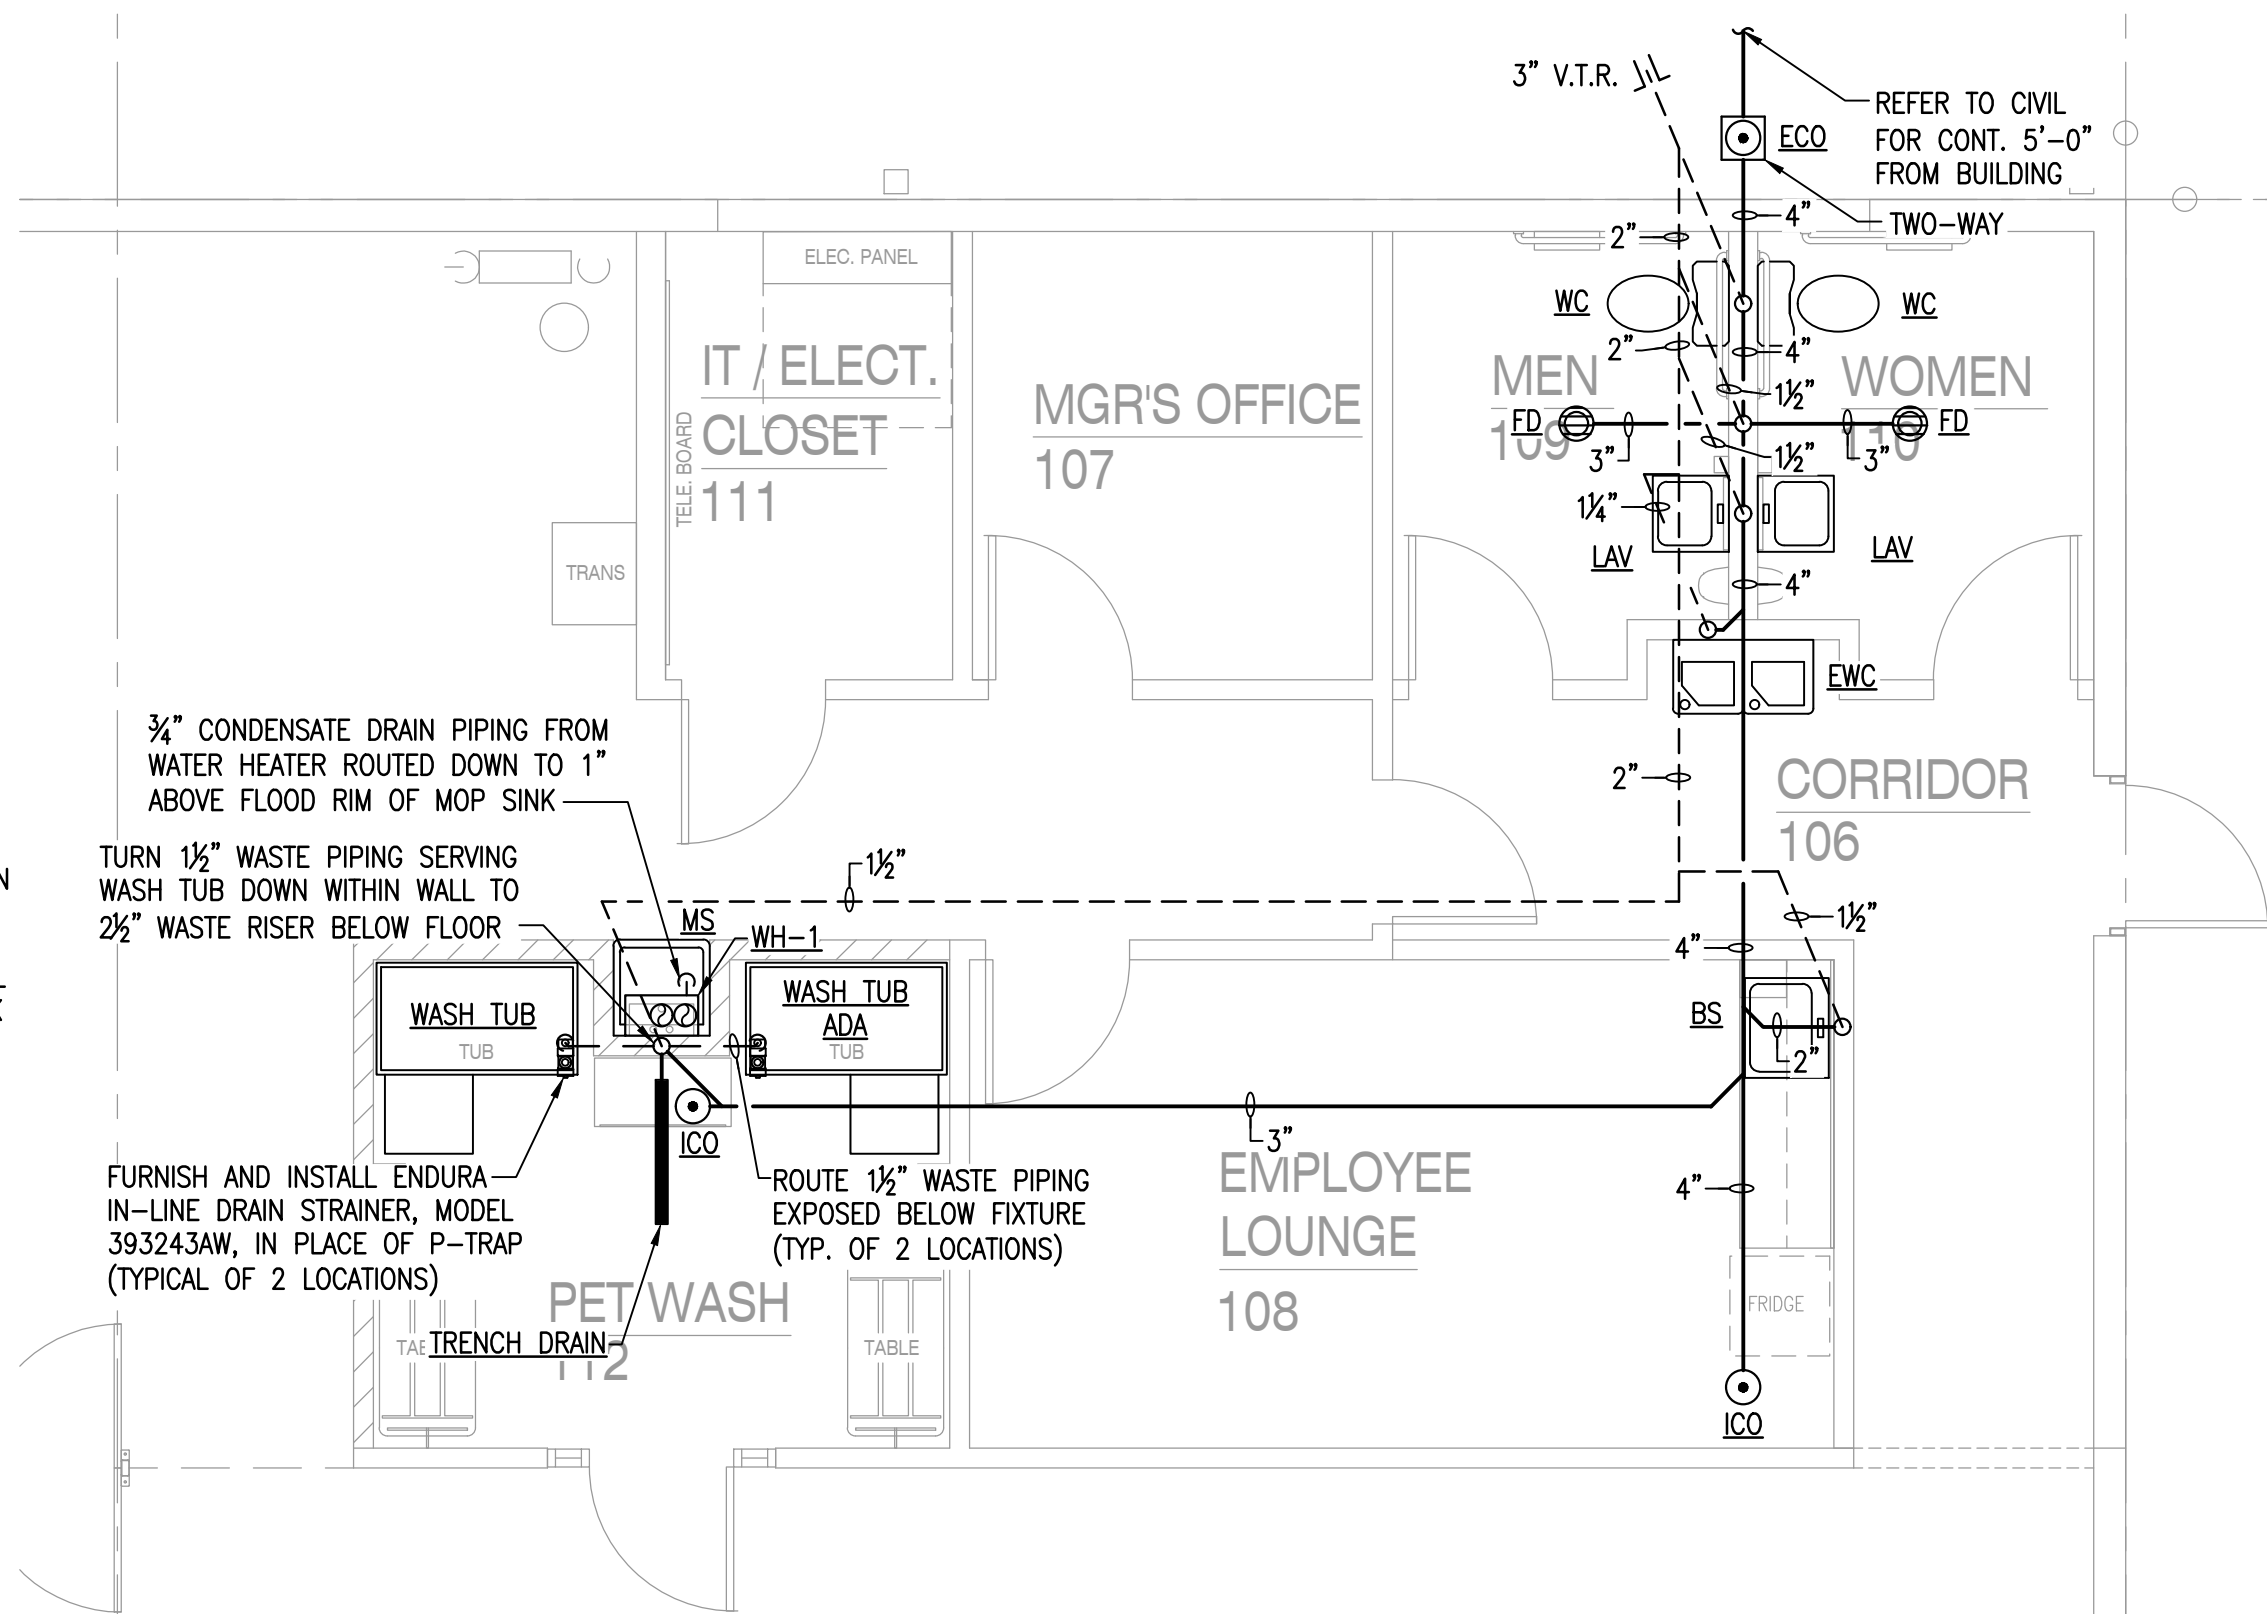 3” V.T.R.
REFER TO CIVIL
FOR CONT. 5'-0”
FROM BUILDING
ECO
TWO-WAY
4”
2”
ELEC. PANEL
WC
WC
2”
4”
IT / ELECT.
CLOSET
111
TELE. BOARD
MGR'S OFFICE
107
MEN
109
WOMEN
110
1½”
FD
FD
3”
3”
1½”
1¼”
LAV
LAV
TRANS
4”
EWC
¾” CONDENSATE DRAIN PIPING FROM
WATER HEATER ROUTED DOWN TO 1”
ABOVE FLOOD RIM OF MOP SINK
2”
CORRIDOR
106
TURN 1½” WASTE PIPING SERVING
WASH TUB DOWN WITHIN WALL TO
2½” WASTE RISER BELOW FLOOR
1½”
N
MS
WH-1
1½”
4”
WASH TUB
TUB
WASH TUB
ADA
TUB
BS
2”
ICO
3”
FURNISH AND INSTALL ENDURA
IN-LINE DRAIN STRAINER, MODEL
393243AW, IN PLACE OF P-TRAP
(TYPICAL OF 2 LOCATIONS)
ROUTE 1½” WASTE PIPING
EXPOSED BELOW FIXTURE
(TYP. OF 2 LOCATIONS)
EMPLOYEE
LOUNGE
108
4”
PET WASH
112
TRENCH DRAIN
TABLE
FRIDGE
ICO